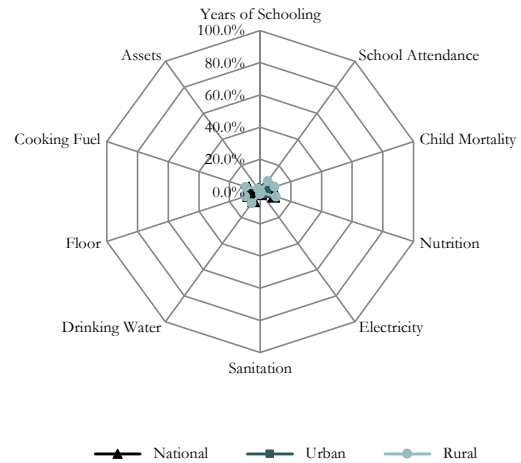 Years of Schooling
100.0%
Assets
School Attendance
80.0%
60.0%
40.0%
Cooking Fuel
Child Mortality
20.0%
0.0%
Floor
Nutrition
Drinking Water
Electricity
Sanitation
National Urban Rural